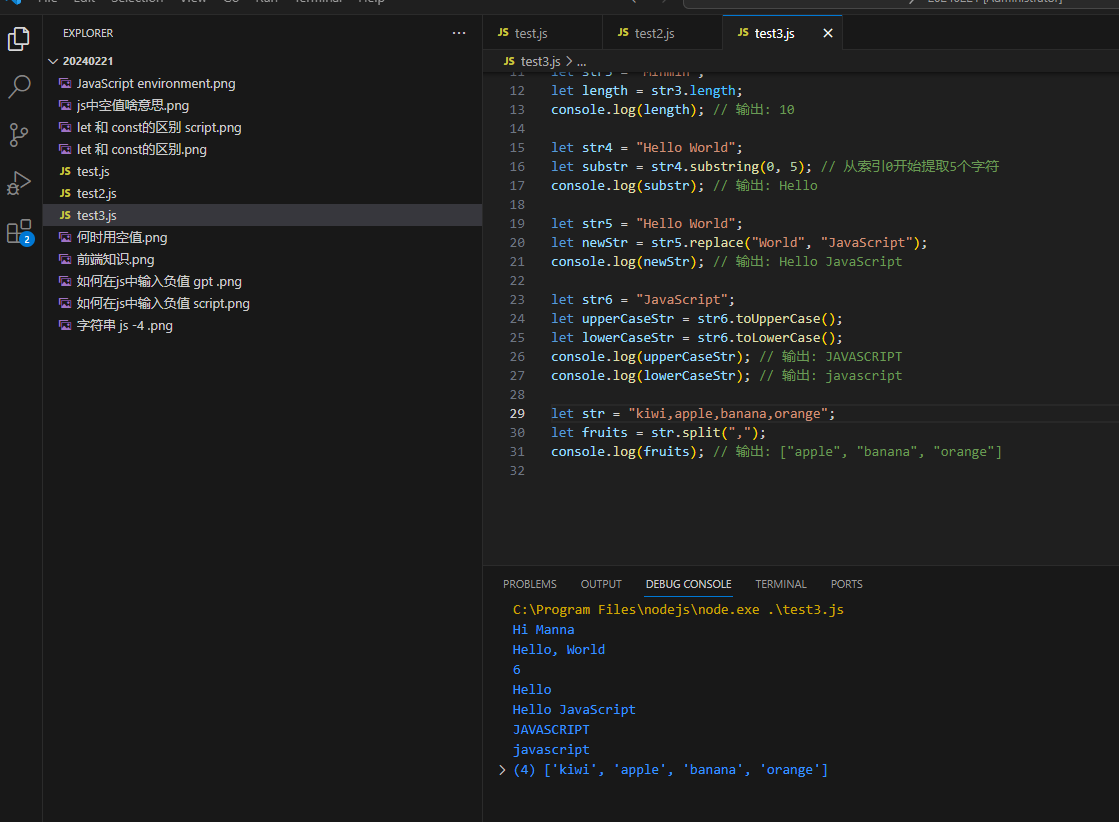 File Edit Selection View Go Run Terminal Help
20240221 [Administrator]
EXPLORER
...
20240221
JavaScript environment.png
js中空值啥意思.png
let 和 const的区别 script.png
let 和 const的区别.png
JS test.js
JS test2.js
JS test3.js
何时用空值.png
前端知识.png
如何在js中输入负值 gpt .png
如何在js中输入负值 script.png
字符串 js -4 .png
2
JS test.js
JS test2.js
JS test3.js
JS test3.js > ...
11 let str3 = "Minmin";
12 let length = str3.length;
13 console.log(length); // 输出: 10
14
15 let str4 = "Hello World";
16 let substr = str4.substring(0, 5); // 从索引0开始提取5个字符
17 console.log(substr); // 输出: Hello
18
19 let str5 = "Hello World";
20 let newStr = str5.replace("World", "JavaScript");
21 console.log(newStr); // 输出: Hello JavaScript
22
23 let str6 = "JavaScript";
24 let upperCaseStr = str6.toUpperCase();
25 let lowerCaseStr = str6.toLowerCase();
26 console.log(upperCaseStr); // 输出: JAVASCRIPT
27 console.log(lowerCaseStr); // 输出: javascript
28
29 let str = "kiwi,apple,banana,orange";
30 let fruits = str.split(",");
31 console.log(fruits); // 输出: ["apple", "banana", "orange"]
32
PROBLEMS OUTPUT DEBUG CONSOLE TERMINAL PORTS
C:\Program Files\nodejs\node.exe .\test3.js
Hi Manna
Hello, World
6
Hello
Hello JavaScript
JAVASCRIPT
javascript
(4) ['kiwi', 'apple', 'banana', 'orange']